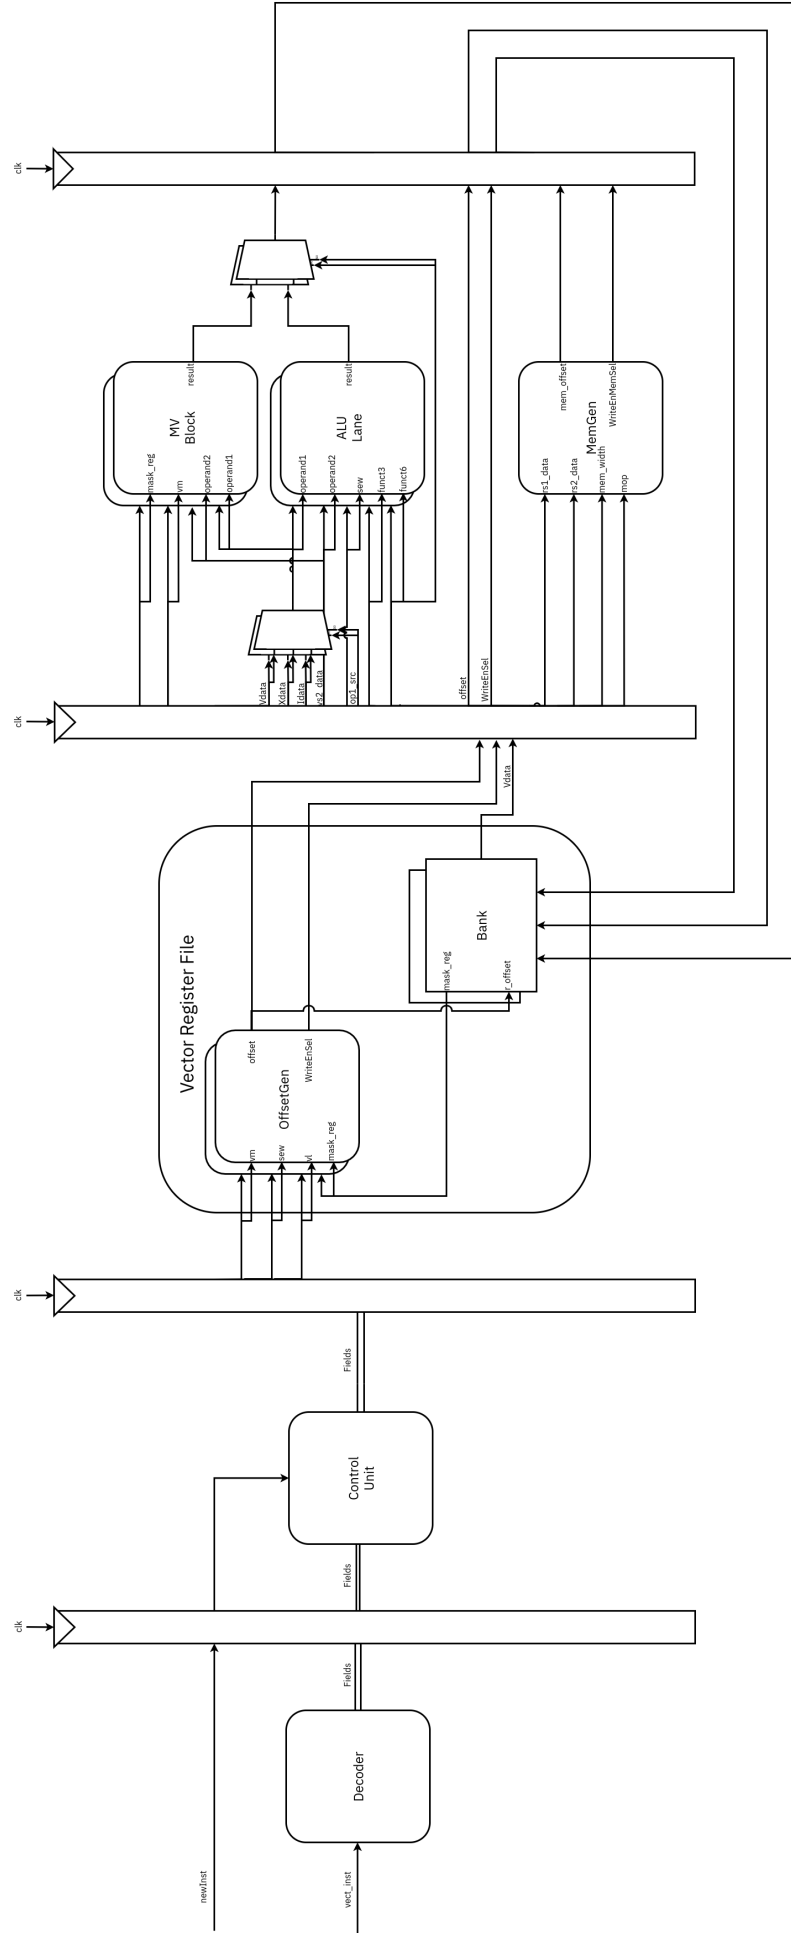 newInst
vect_inst
Decoder
clk
Fields
Fields
Control
Unit
Fields
clk
Vector Register File
vm
sew
vl
mask_reg
OffsetGen
offset
WriteEnSel
mask_reg
r_offset
Bank
Vdata
clk
Vdata
Xdata
Idata
vs2_data
op1_src
offset
WriteEnSel
mask_reg
vm
operand2
operand1
MV
Block
result
operand1
operand2
sew
funct3
funct6
ALU
Lane
result
rs1_data
rs2_data
mem_width
mop
MemGen
mem_offset
WriteEnMemSel
clk